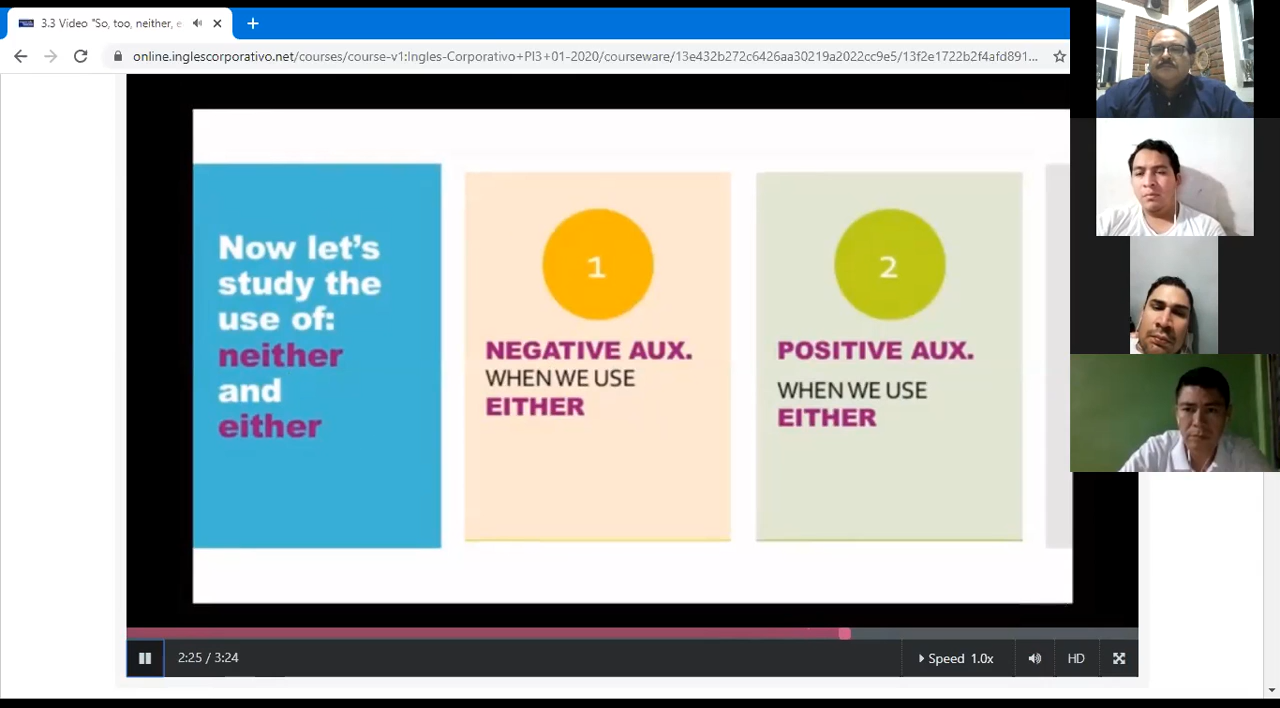 3.3 Video "So, too, neither, e
online.inglescorporativo.net/courses/course-v1:Ingles-Corporativo+PI3+01-2020/courseware/13e432b272c6426aa30219a2022cc9e5/13f2e1722b2f4afd891...
Now let's
study the
use of:
neither
and
either
1
NEGATIVE AUX.
WHEN WE USE
EITHER
2
POSITIVE AUX.
WHEN WE USE
EITHER
2:25 / 3:24
Speed 1.0x
HD